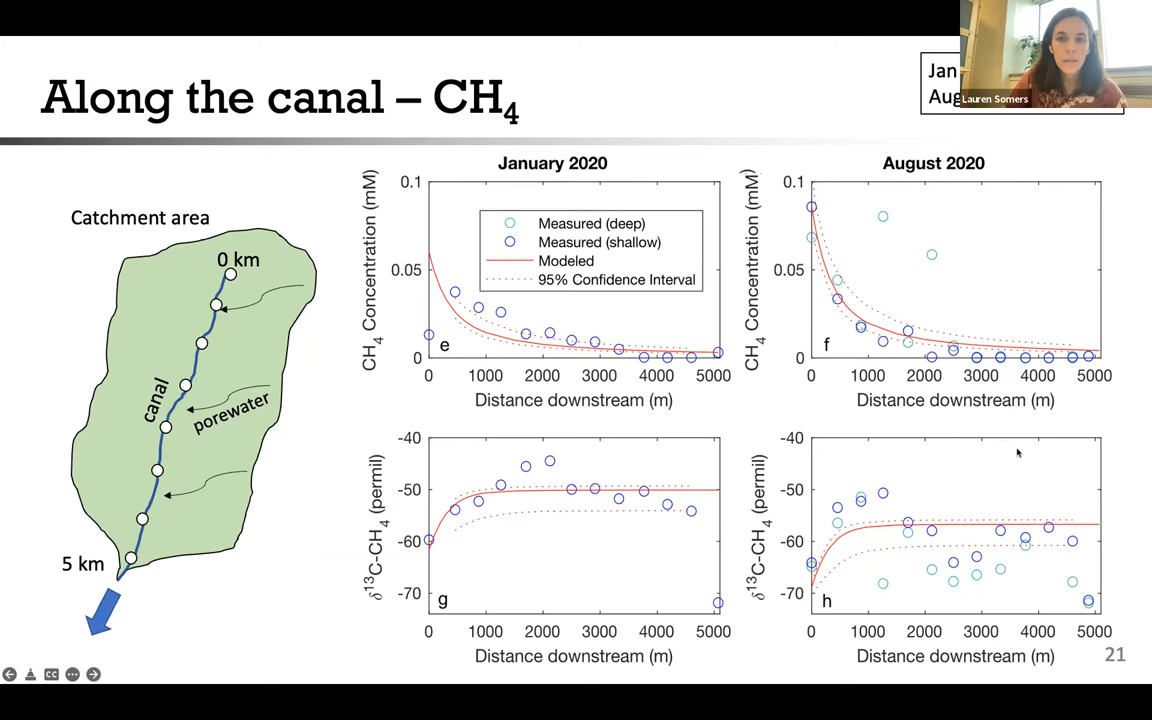 Along the canal – CH₄
Jan
Aug
Lauren Somers
Catchment area
0 km
canal
porewater
5 km
January 2020
CH₄ Concentration (mM)
0.1
0.05
0
Measured (deep)
Measured (shallow)
Modeled
95% Confidence Interval
e
0 1000 2000 3000 4000 5000
Distance downstream (m)
August 2020
CH₄ Concentration (mM)
0.1
0.05
0
f
0 1000 2000 3000 4000 5000
Distance downstream (m)
δ¹³C-CH₄ (permil)
-40
-50
-60
-70
g
0 1000 2000 3000 4000 5000
Distance downstream (m)
δ¹³C-CH₄ (permil)
-40
-50
-60
-70
h
0 1000 2000 3000 4000 5000
Distance downstream (m)
CC
21